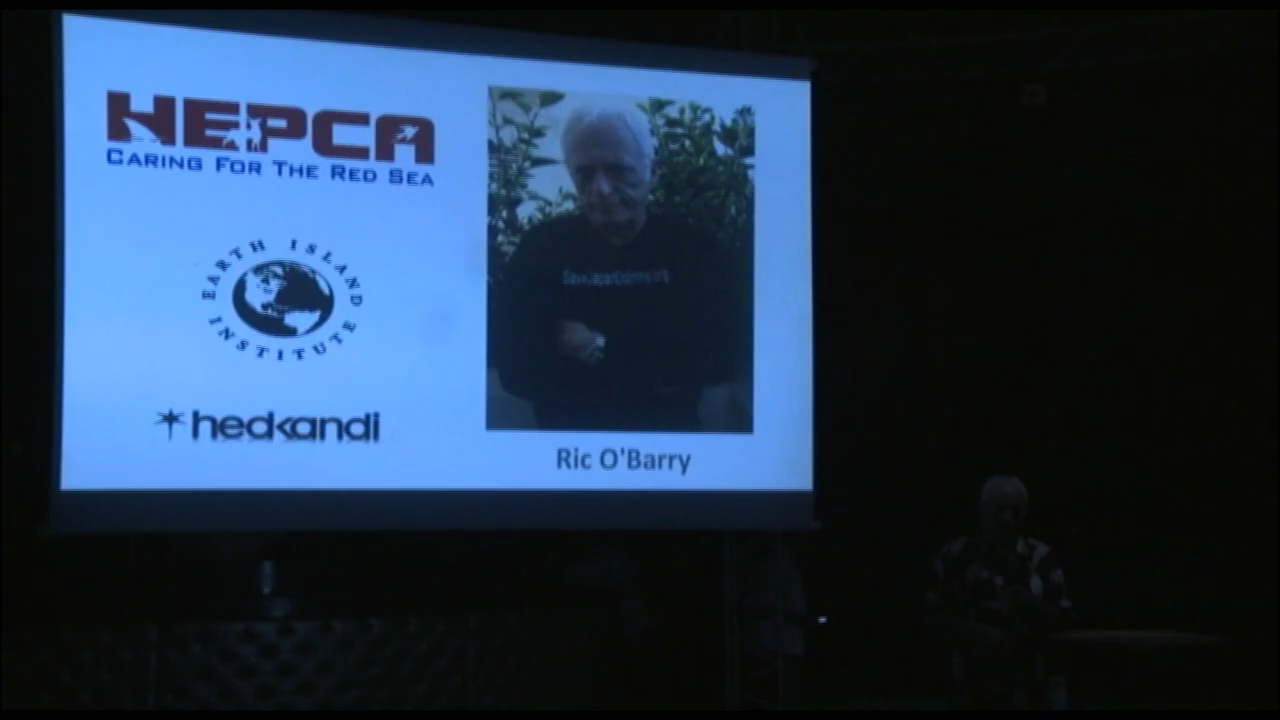 HEPCA
CARING FOR THE RED SEA
EARTH ISLAND
INSTITUTE
hedkandi
Ric O'Barry